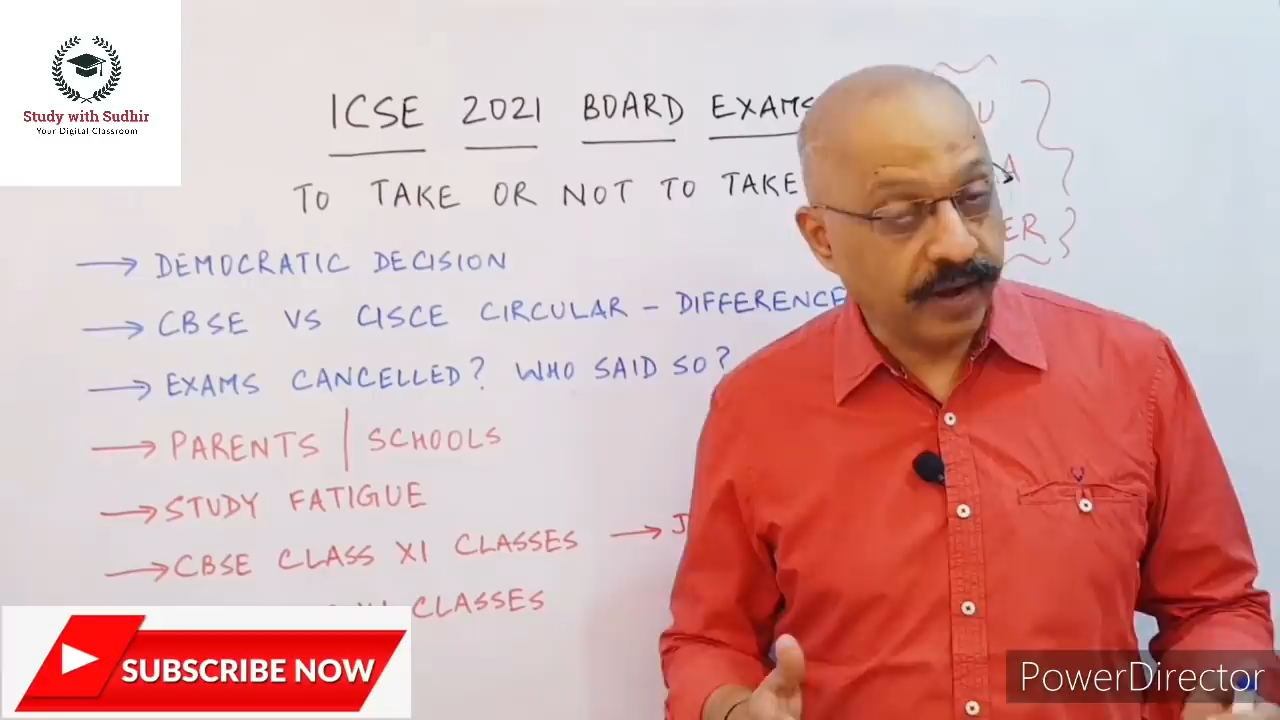 Study with Sudhir
Your Digital Classroom
ICSE 2021 BOARD EXAMS
TO TAKE OR NOT TO TAKE
→ DEMOCRATIC DECISION
→ CBSE VS CISCE CIRCULAR - DIFFERENCE
→ EXAMS CANCELLED? WHO SAID SO?
→ PARENTS | SCHOOLS
→ STUDY FATIGUE
→ CBSE CLASS XI CLASSES →
CLASSES
SUBSCRIBE NOW
PowerDirector